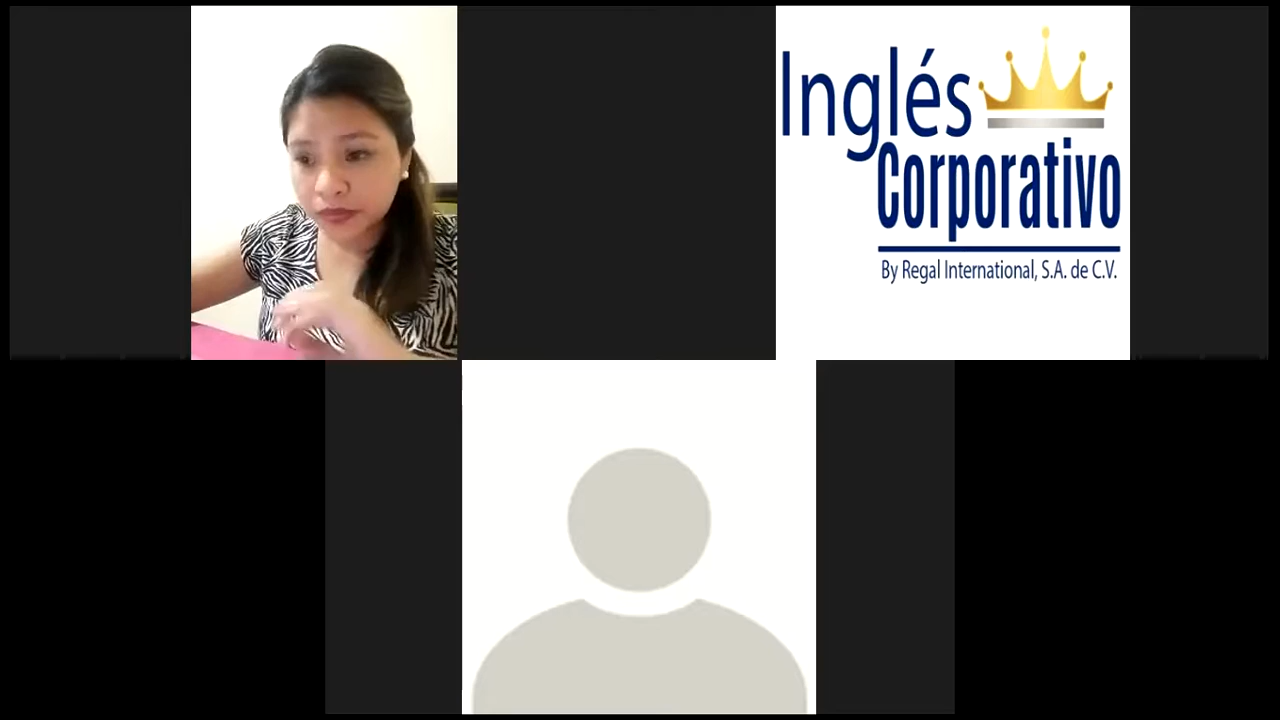 Inglés
Corporativo
By Regal International, S.A. de C.V.